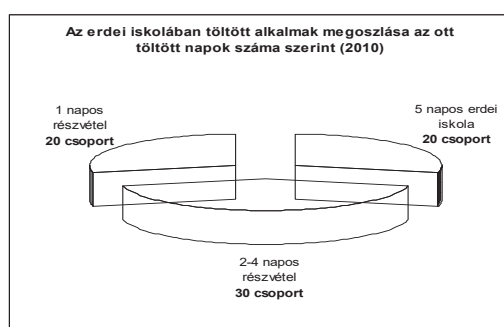 Az erdei iskolában töltött alkalmak megoszlása az ott
töltött napok száma szerint (2010)
1 napos
részvétel
20 csoport
5 napos erdei
iskola
20 csoport
2-4 napos
részvétel
30 csoport